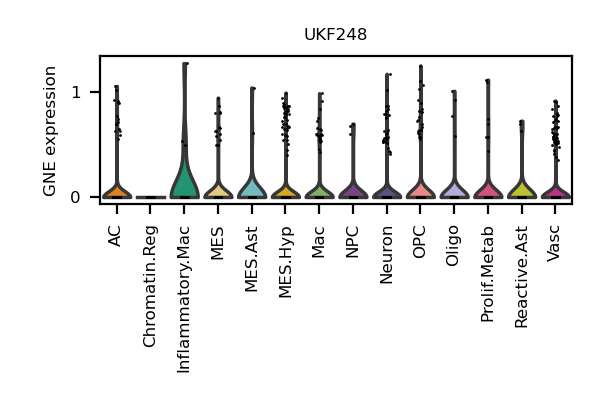 UKF248
GNE expression
1
0
AC
Chromatin.Reg
Inflammatory.Mac
MES
MES.Ast
MES.Hyp
Mac
NPC
Neuron
OPC
Oligo
Prolif.Metab
Reactive.Ast
Vasc